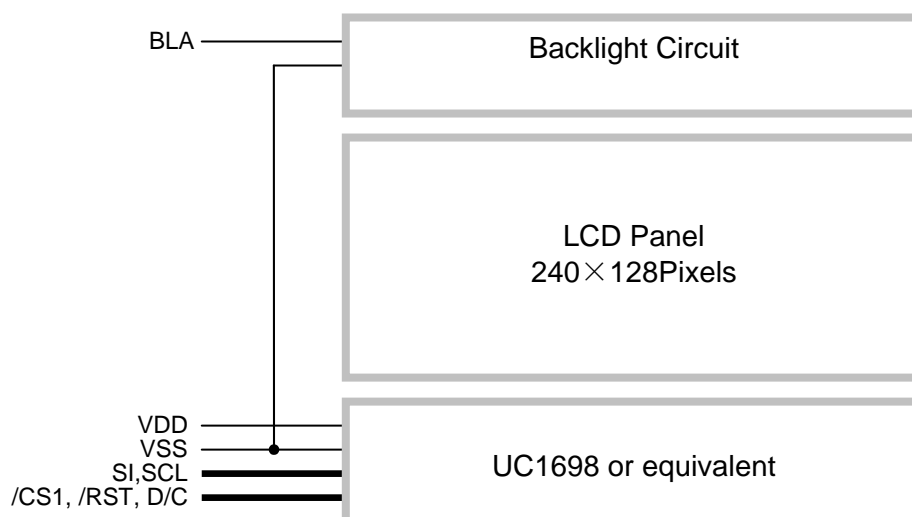 BLA
Backlight Circuit
LCD Panel
240×128Pixels
VDD
VSS
SI,SCL
/CS1, /RST, D/C
UC1698 or equivalent